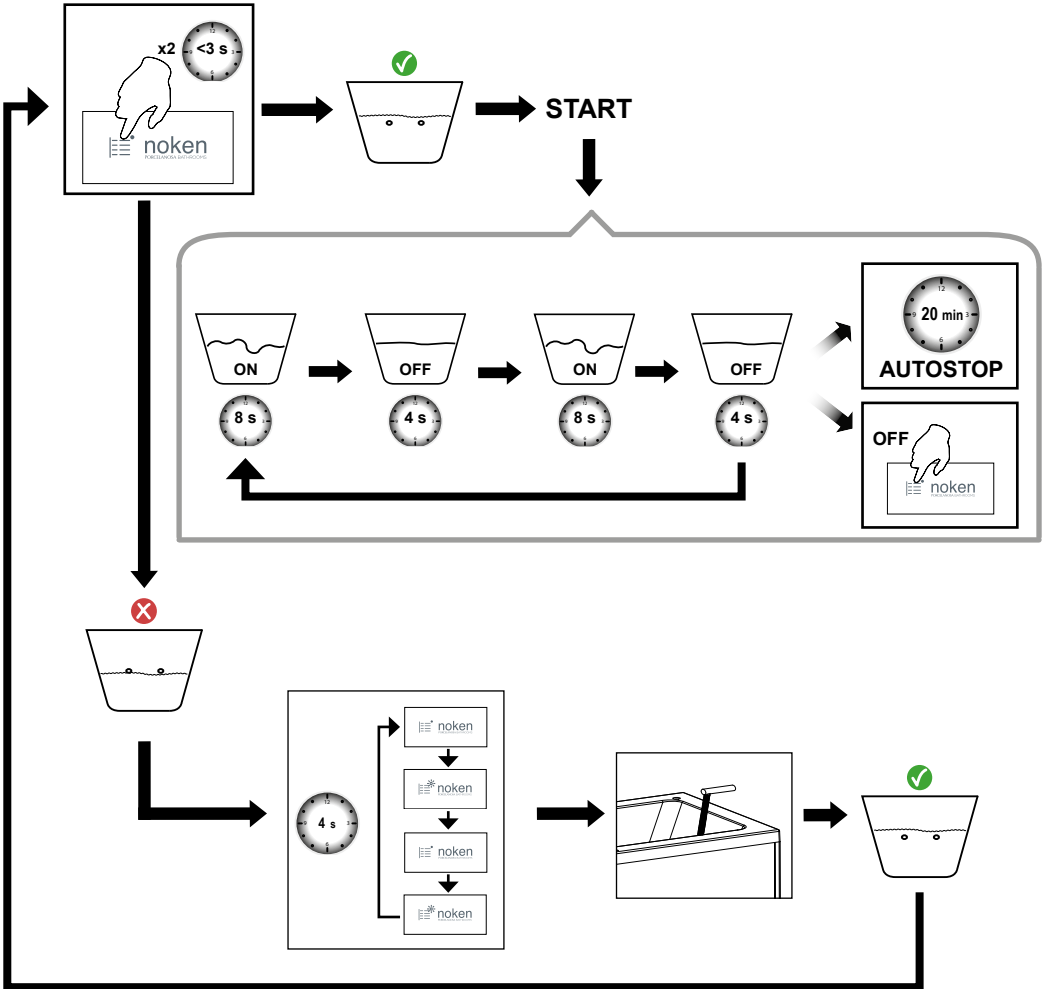 x2
<3 s
noken
PORCELANOSA BATHROOMS
START
ON
OFF
ON
OFF
8 s
4 s
8 s
4 s
20 min
AUTOSTOP
OFF
noken
PORCELANOSA BATHROOMS
4 s
noken
noken
noken
noken